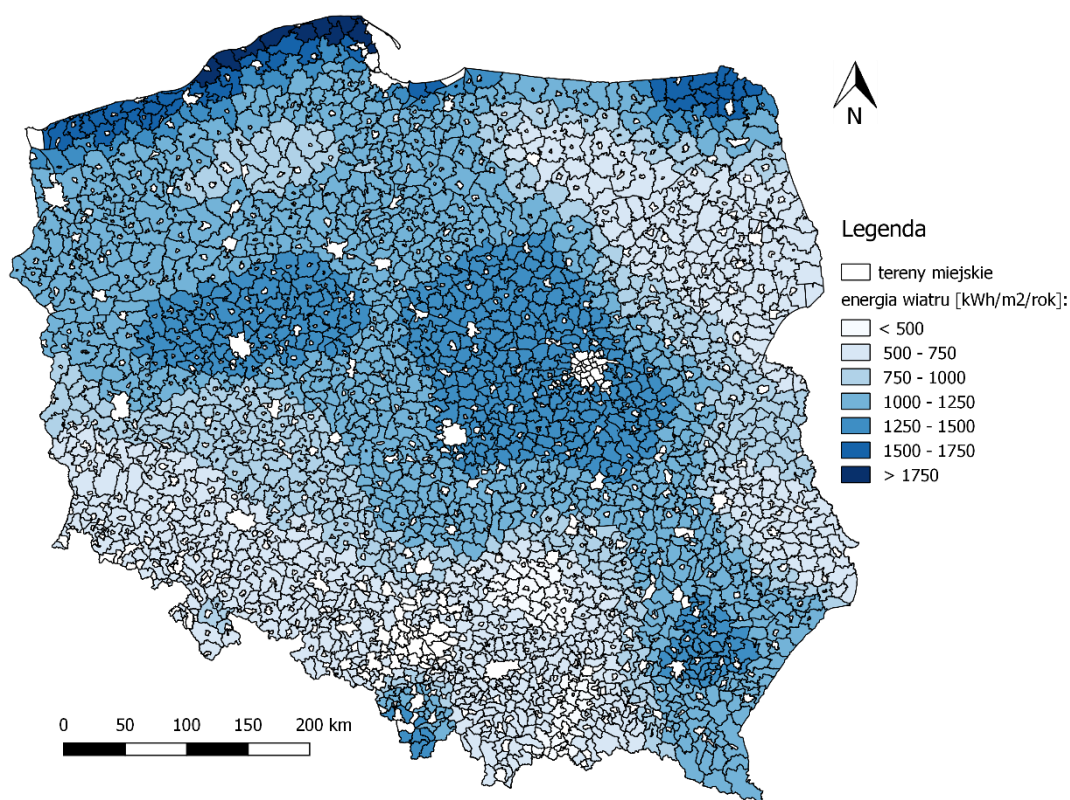 N
Legenda
tereny miejskie
energia wiatru [kWh/m2/rok]:
< 500
500 - 750
750 - 1000
1000 - 1250
1250 - 1500
1500 - 1750
> 1750
0 50 100 150 200 km